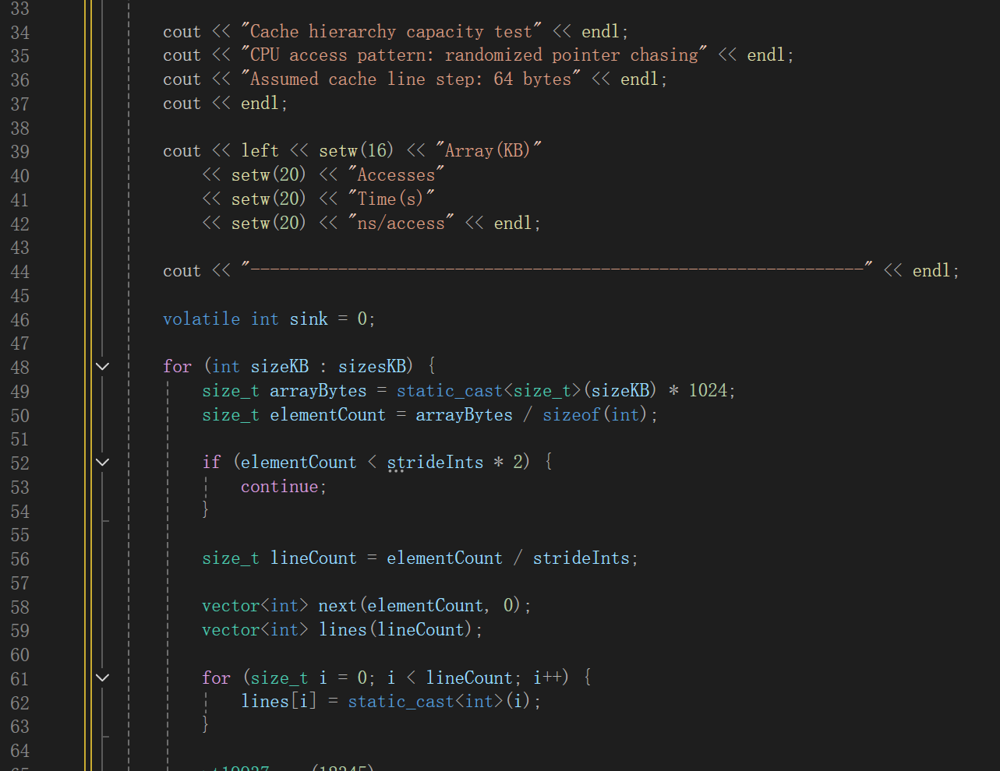 33
34 cout << "Cache hierarchy capacity test" << endl;
35 cout << "CPU access pattern: randomized pointer chasing" << endl;
36 cout << "Assumed cache line step: 64 bytes" << endl;
37 cout << endl;
38
39 cout << left << setw(16) << "Array(KB)"
40 << setw(20) << "Accesses"
41 << setw(20) << "Time(s)"
42 << setw(20) << "ns/access" << endl;
43
44 cout << "---------------------------------------------------------------" << endl;
45
46 volatile int sink = 0;
47
48 for (int sizeKB : sizesKB) {
49 size_t arrayBytes = static_cast<size_t>(sizeKB) * 1024;
50 size_t elementCount = arrayBytes / sizeof(int);
51
52 if (elementCount < strideInts * 2) {
53 continue;
54 }
55
56 size_t lineCount = elementCount / strideInts;
57
58 vector<int> next(elementCount, 0);
59 vector<int> lines(lineCount);
60
61 for (size_t i = 0; i < lineCount; i++) {
62 lines[i] = static_cast<int>(i);
63 }
64